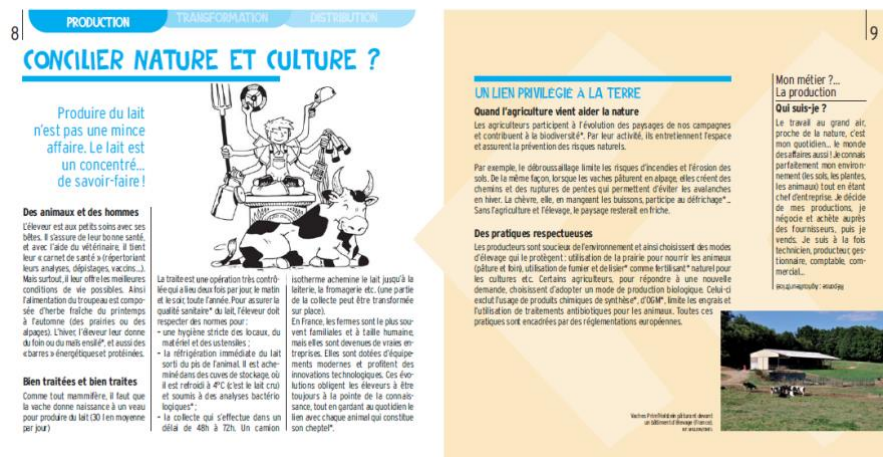 8
PRODUCTION
TRANSFORMATION
DISTRIBUTION
CONCILIER NATURE ET CULTURE ?
Produire du lait
n'est pas une mince
affaire. Le lait est
un concentré...
de savoir-faire !
Des animaux et des hommes
L'éleveur est aux petits soins avec ses
bêtes. Il s'assure de leur bonne santé,
et avec l'aide du vétérinaire, il tient
leur « carnet de santé » (répertoriant
leurs analyses, dépistages, vaccins...).
Mais surtout, il leur offre les meilleures
conditions de vie possibles. Ainsi
l'alimentation du troupeau est compo-
sée d'herbe fraîche du printemps
à l'automne (des prairies ou des
alpages). L'hiver, l'éleveur leur donne
du foin ou du maïs ensilé*, et aussi des
« barres » énergétiques et protéinées.
Bien traitées et bien traites
Comme tout mammifère, il faut que
la vache donne naissance à un veau
pour produire du lait (30 l en moyenne
par jour)
La traite est une opération très contrô-
lée qui a lieu deux fois par jour, le matin
et le soir, toute l'année. Pour assurer la
qualité sanitaire* du lait, l'éleveur doit
respecter des normes pour :
- une hygiène stricte des locaux, du
matériel et des ustensiles ;
- la réfrigération immédiate du lait
sorti du pis de l'animal. Il est ache-
miné dans des cuves de stockage, où
il est refroidi à 4°C (c'est le lait cru)
et soumis à des analyses bactério
logiques* ;
- la collecte qui s'effectue dans un
délai de 48h à 72h. Un camion
isotherme achemine le lait jusqu'à la
laiterie, la fromagerie etc. (une partie
de la collecte peut être transformée
sur place).
En France, les fermes sont le plus sou-
vent familiales et à taille humaine,
mais elles sont devenues de vraies en-
treprises. Elles sont dotées d'équipe-
ments modernes et profitent des
innovations technologiques. Ces évo-
lutions obligent les éleveurs à être
toujours à la pointe de la connais-
sance, tout en gardant au quotidien le
lien avec chaque animal qui constitue
son cheptel*.
9
UN LIEN PRIVILÉGIÉ À LA TERRE
Quand l'agriculture vient aider la nature
Les agriculteurs participent à l'évolution des paysages de nos campagnes
et contribuent à la biodiversité*. Par leur activité, ils entretiennent l'espace
et assurent la prévention des risques naturels.
Par exemple, le débroussaillage limite les risques d'incendies et l'érosion des
sols. De la même façon, lorsque les vaches pâturent en alpage, elles créent des
chemins et des ruptures de pentes qui permettent d'éviter les avalanches
en hiver. La chèvre, elle, en mangeant les buissons, participe au défrichage*...
Sans l'agriculture et l'élevage, le paysage resterait en friche.
Des pratiques respectueuses
Les producteurs sont soucieux de l'environnement et ainsi choisissent des modes
d'élevage qui le protègent : utilisation de la prairie pour nourrir les animaux
(pâture et foin), utilisation de fumier et de lisier* comme fertilisant* naturel pour
les cultures etc. Certains agriculteurs, pour répondre à une nouvelle
demande, choisissent d'adopter un mode de production biologique. Celui-ci
exclut l'usage de produits chimiques de synthèse*, d'OGM*, limite les engrais et
l'utilisation de traitements antibiotiques pour les animaux. Toutes ces
pratiques sont encadrées par des réglementations européennes.
Mon métier ?...
La production
Qui suis-je ?
Le travail au grand air,
proche de la nature, c'est
mon quotidien... le monde
des affaires aussi ! Je connais
parfaitement mon environ-
nement (les sols, les plantes,
les animaux) tout en étant
chef d'entreprise. Je décide
de mes productions, je
négocie et achète auprès
des fournisseurs, puis je
vends. Je suis à la fois
technicien, producteur, ges-
tionnaire, comptable, com-
mercial...
Vaches Prim'Holstein pâturant devant
un bâtiment d'élevage (France).